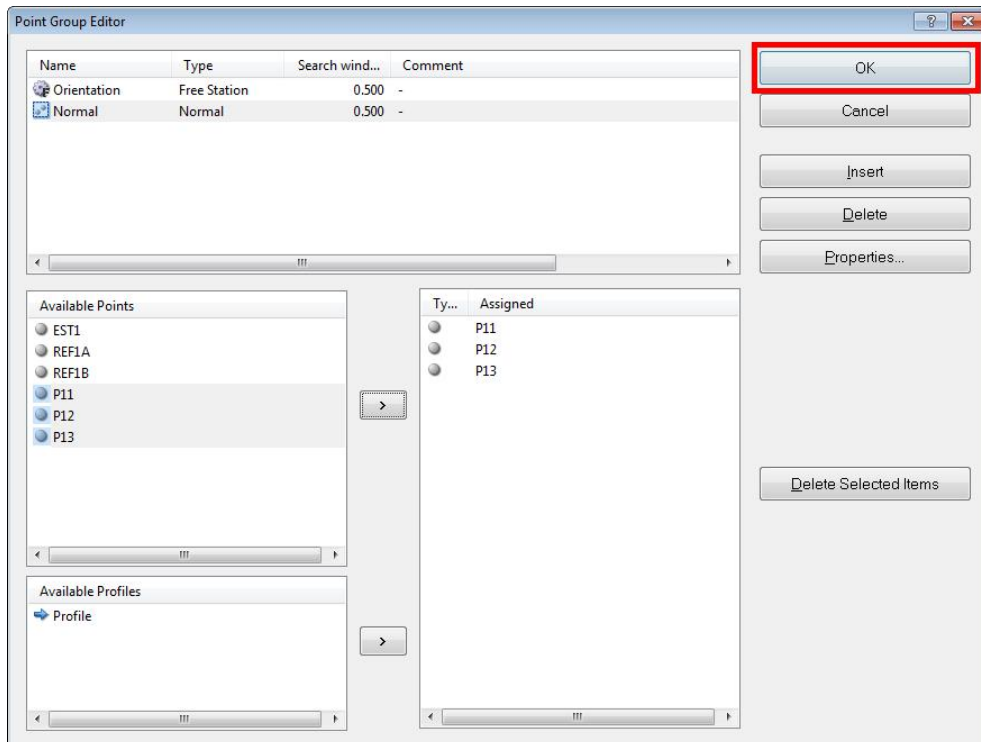 Point Group Editor
Name Type Search wind... Comment
Orientation Free Station 0.500 -
Normal Normal 0.500 -
OK
Cancel
Insert
Delete
Properties...
Available Points
EST1
REF1A
REF1B
P11
P12
P13
>
Ty... Assigned
P11
P12
P13
Delete Selected Items
Available Profiles
Profile
>